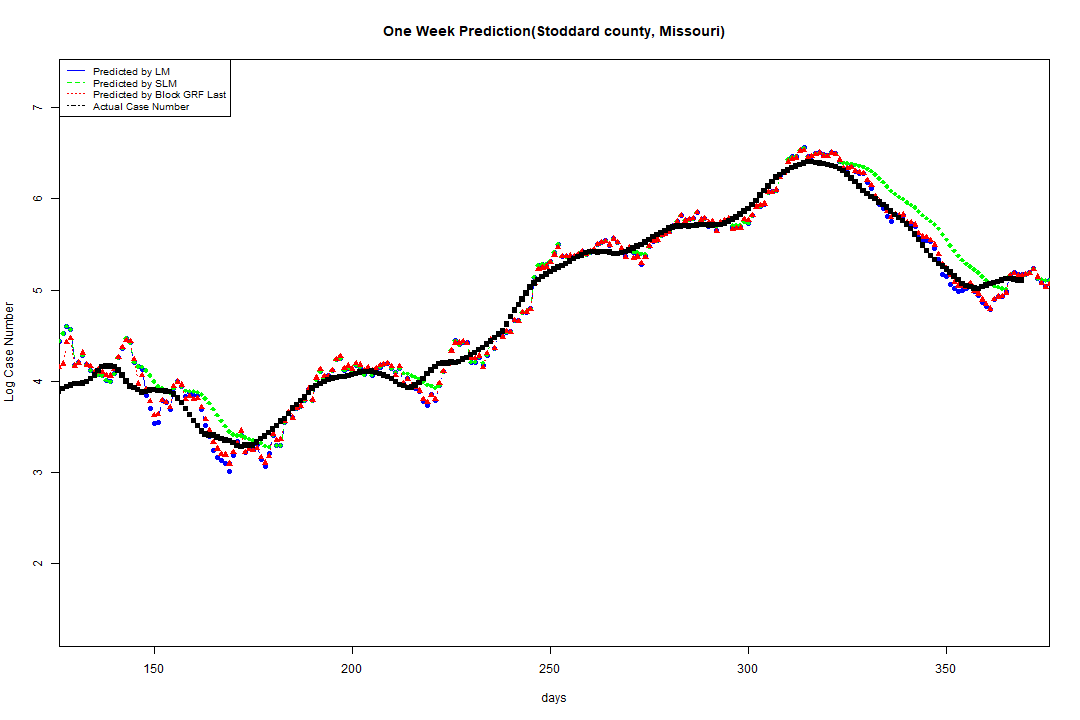 One Week Prediction(Stoddard county, Missouri)
Predicted by LM
Predicted by SLM
Predicted by Block GRF Last
Actual Case Number
7
6
5
4
3
2
Log Case Number
150 200 250 300 350
days